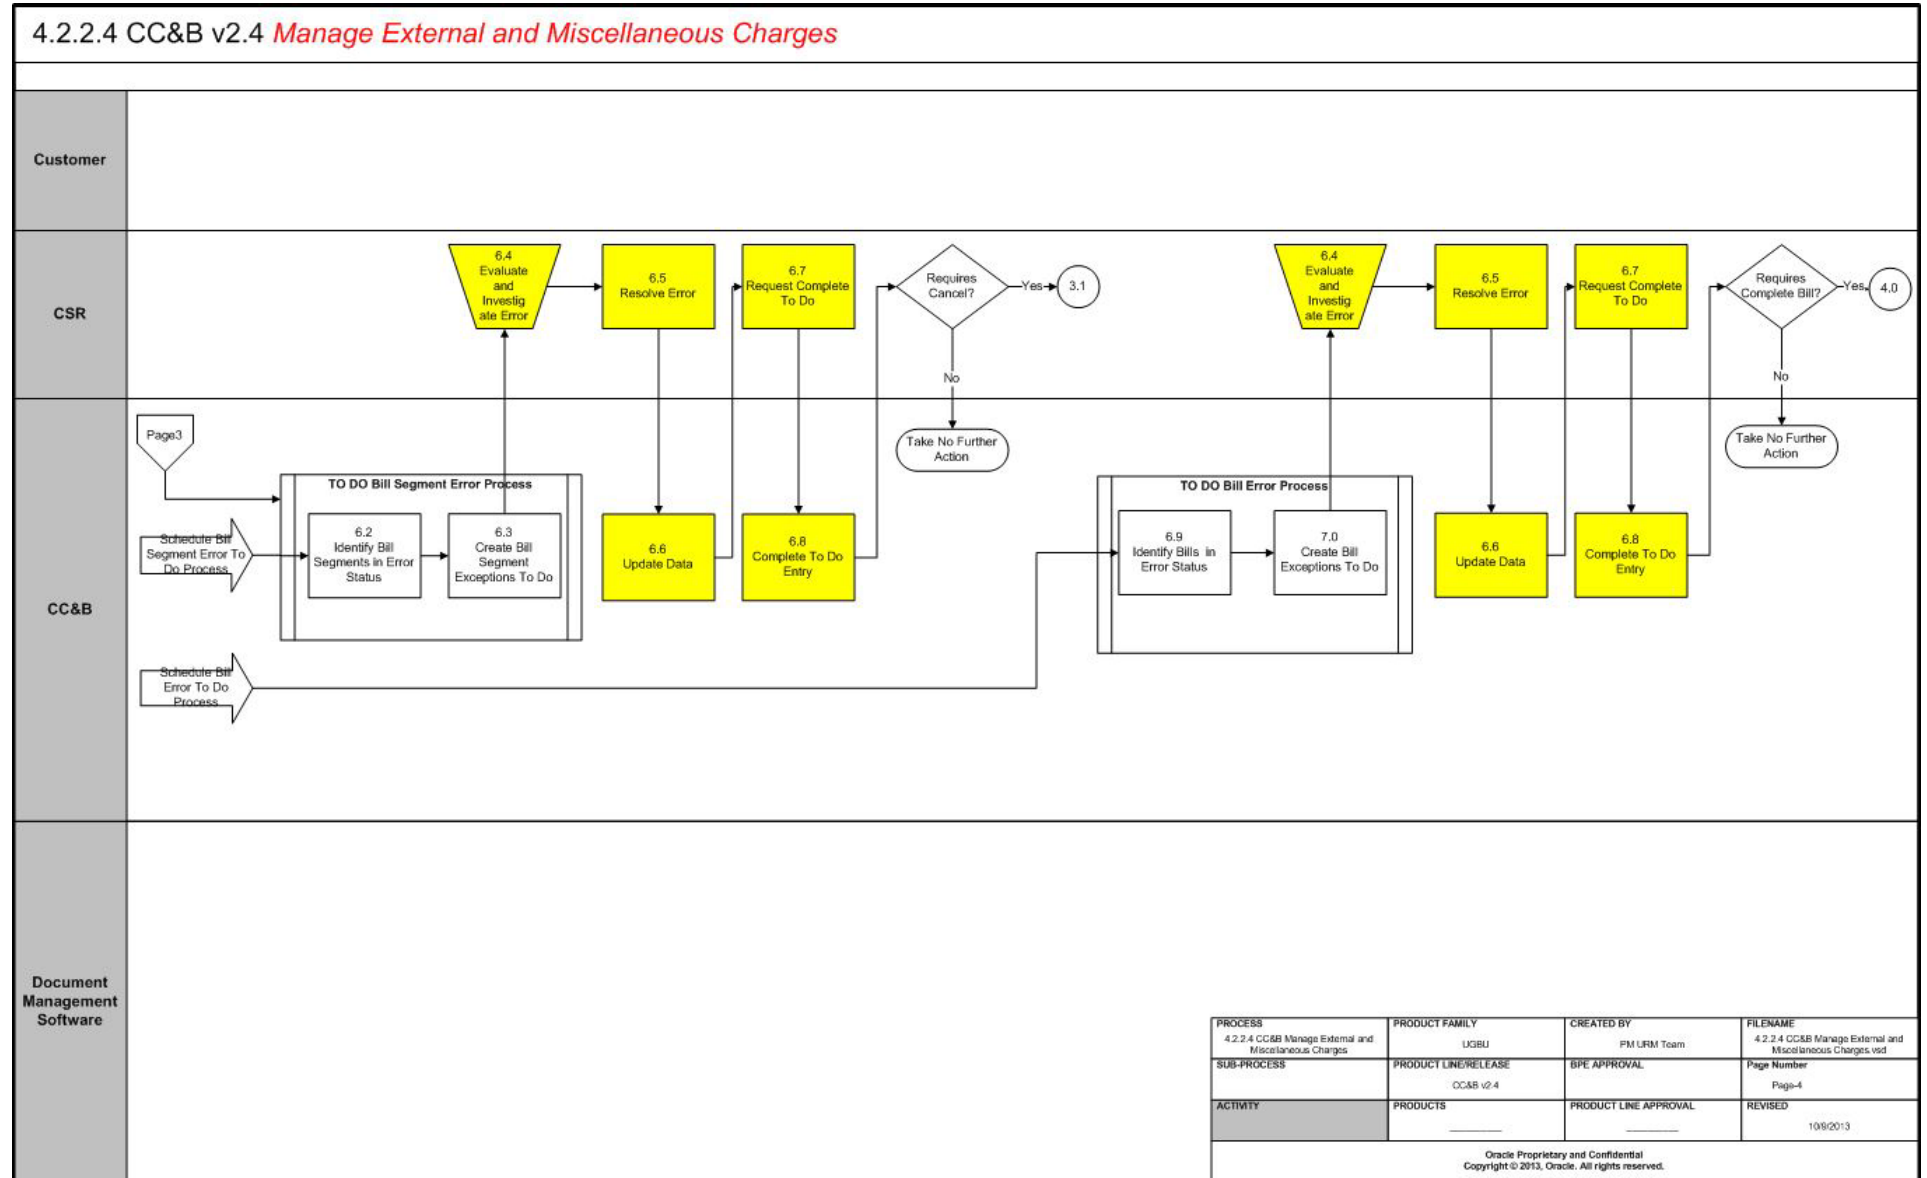 4.2.2.4 CC&B v2.4 Manage External and Miscellaneous Charges
Customer
CSR
6.4
Evaluate
and
Investig
ate Error
6.5
Resolve Error
6.7
Request Complete
To Do
Requires
Cancel?
Yes
3.1
No
6.4
Evaluate
and
Investig
ate Error
6.5
Resolve Error
6.7
Request Complete
To Do
Requires
Complete Bill?
Yes
4.0
No
CC&B
Page3
Take No Further
Action
Take No Further
Action
TO DO Bill Segment Error Process
6.2
Identify Bill
Segments in Error
Status
6.3
Create Bill
Segment
Exceptions To Do
6.6
Update Data
6.8
Complete To Do
Entry
TO DO Bill Error Process
6.9
Identify Bills in
Error Status
7.0
Create Bill
Exceptions To Do
6.6
Update Data
6.8
Complete To Do
Entry
Schedule Bill
Segment Error To
Do Process
Schedule Bill
Error To Do
Process
Document
Management
Software
PROCESS
4.2.2.4 CC&B Manage External and
Miscellaneous Charges
PRODUCT FAMILY
UGBU
CREATED BY
PM URM Team
FILENAME
4.2.2.4 CC&B Manage External and
Miscellaneous Charges.vsd
SUB-PROCESS
PRODUCT LINE/RELEASE
CC&B v2.4
BPE APPROVAL
Page Number
Page-4
ACTIVITY
PRODUCTS
PRODUCT LINE APPROVAL
REVISED
10/9/2013
Oracle Proprietary and Confidential
Copyright © 2013, Oracle. All rights reserved.